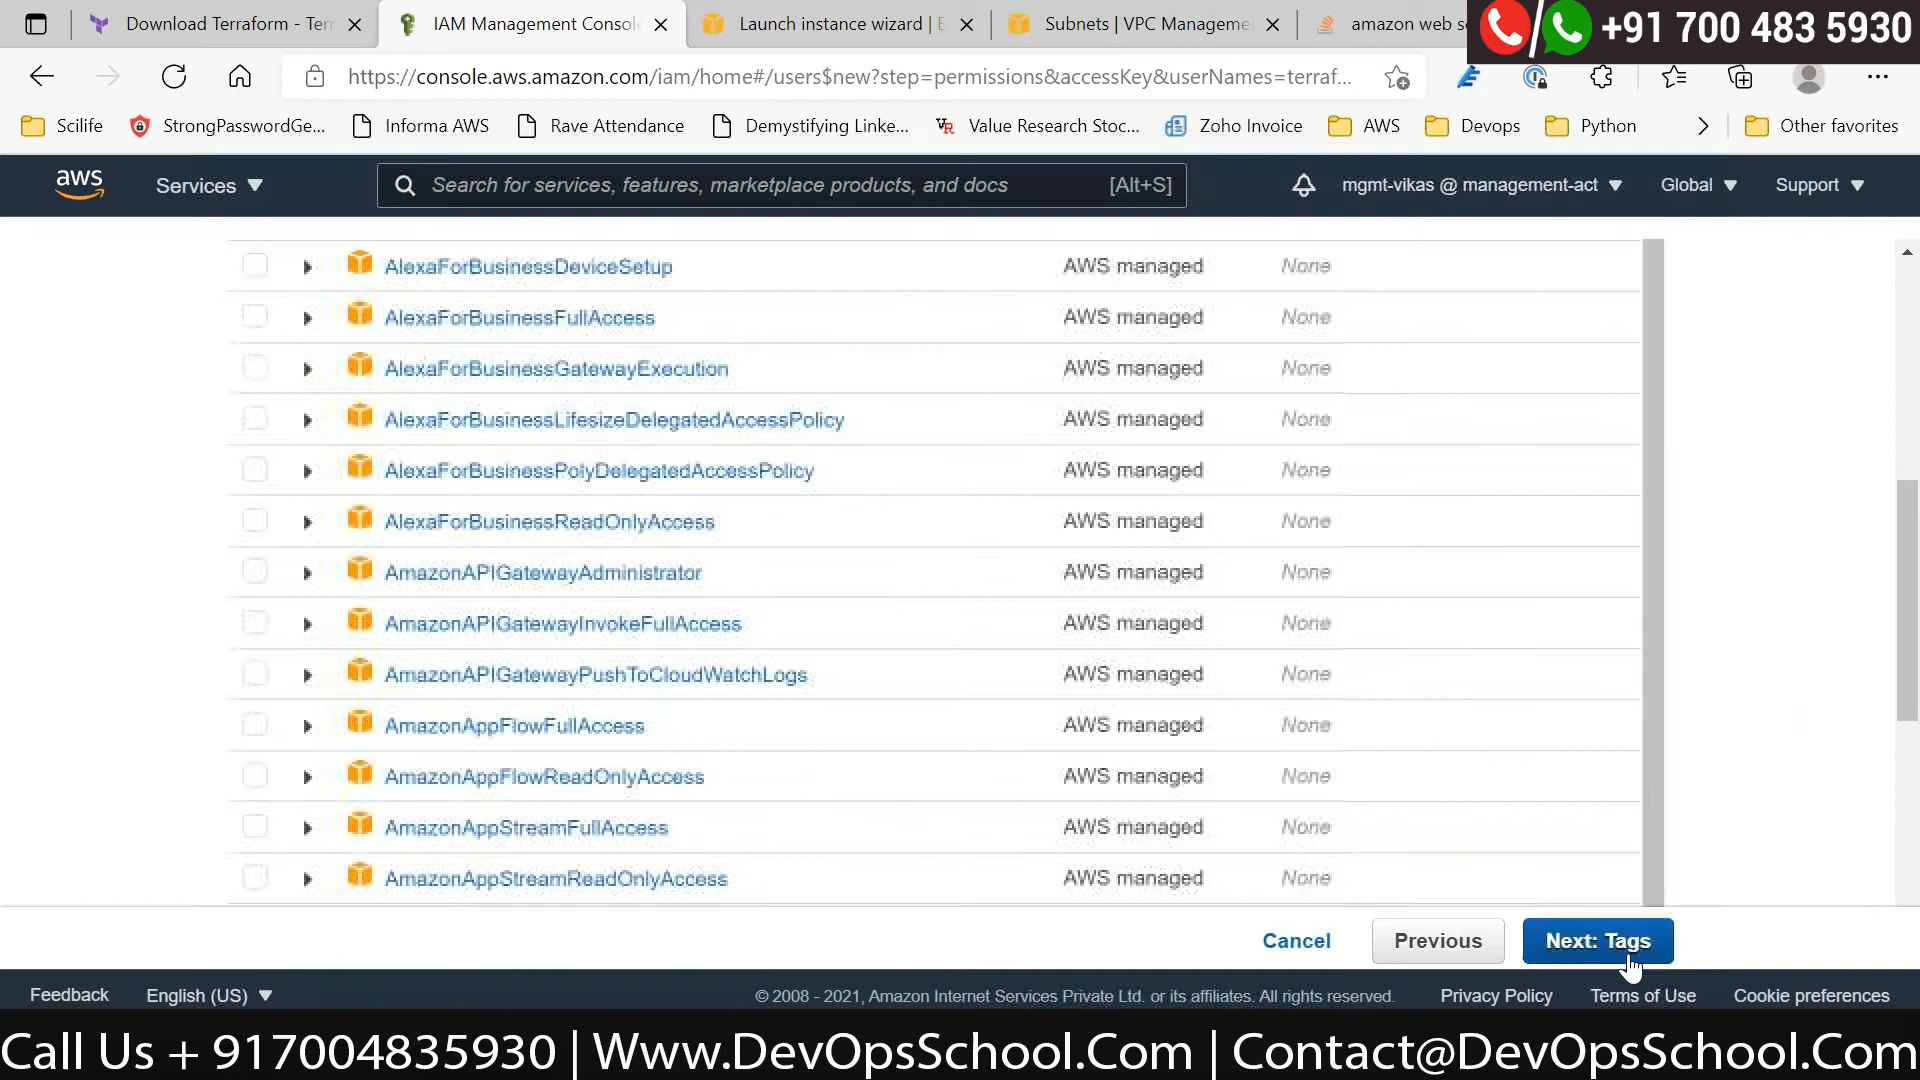 Download Terraform - Ter
IAM Management Consol
Launch instance wizard | E
Subnets | VPC Manageme
amazon web se
+91 700 483 5930
https://console.aws.amazon.com/iam/home#/users$new?step=permissions&accessKey&userNames=terraf...
Scilife
StrongPasswordGe...
Informa AWS
Rave Attendance
Demystifying Linke...
Value Research Stoc...
Zoho Invoice
AWS
Devops
Python
Other favorites
aws
Services
Search for services, features, marketplace products, and docs
[Alt+S]
mgmt-vikas @ management-act
Global
Support
AlexaForBusinessDeviceSetup AWS managed None
AlexaForBusinessFullAccess AWS managed None
AlexaForBusinessGatewayExecution AWS managed None
AlexaForBusinessLifesizeDelegatedAccessPolicy AWS managed None
AlexaForBusinessPolyDelegatedAccessPolicy AWS managed None
AlexaForBusinessReadOnlyAccess AWS managed None
AmazonAPIGatewayAdministrator AWS managed None
AmazonAPIGatewayInvokeFullAccess AWS managed None
AmazonAPIGatewayPushToCloudWatchLogs AWS managed None
AmazonAppFlowFullAccess AWS managed None
AmazonAppFlowReadOnlyAccess AWS managed None
AmazonAppStreamFullAccess AWS managed None
AmazonAppStreamReadOnlyAccess AWS managed None
Cancel
Previous
Next: Tags
Feedback
English (US)
© 2008 - 2021, Amazon Internet Services Private Ltd. or its affiliates. All rights reserved.
Privacy Policy
Terms of Use
Cookie preferences
Call Us + 917004835930 | Www.DevOpsSchool.Com | Contact@DevOpsSchool.Com